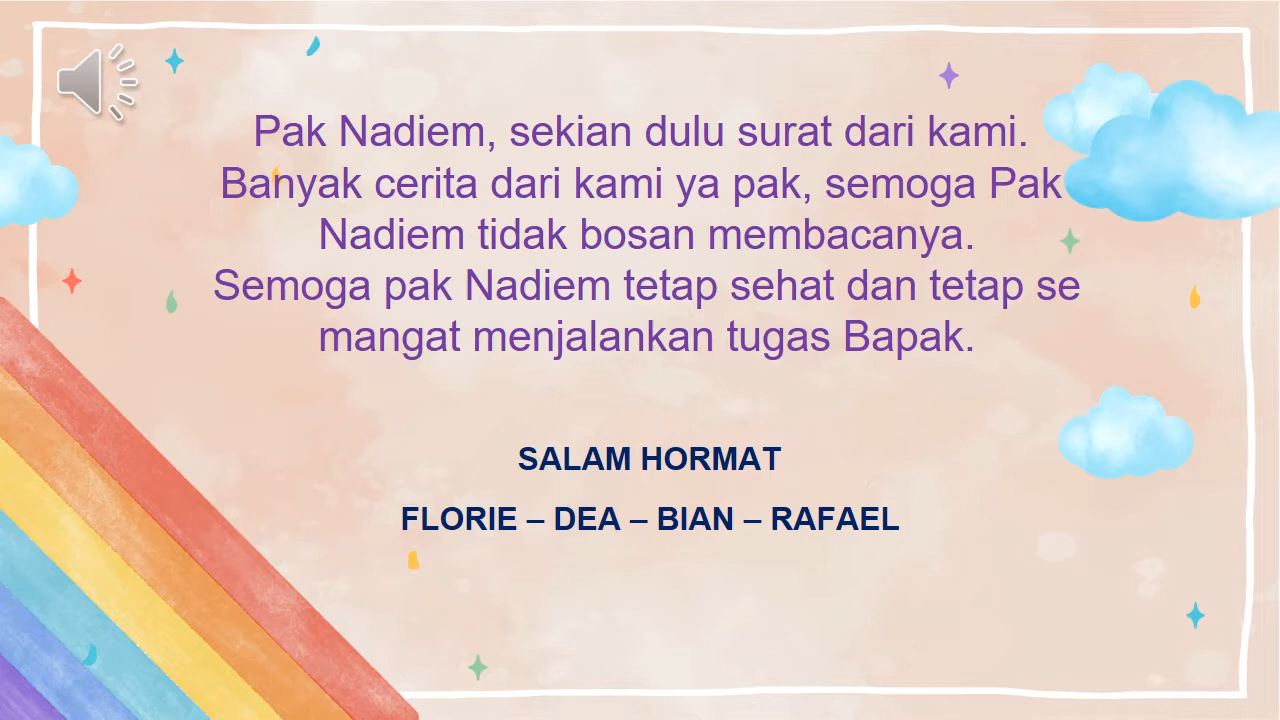 Pak Nadiem, sekian dulu surat dari kami.
Banyak cerita dari kami ya pak, semoga Pak
Nadiem tidak bosan membacanya.
Semoga pak Nadiem tetap sehat dan tetap se
mangat menjalankan tugas Bapak.
SALAM HORMAT
FLORIE – DEA – BIAN – RAFAEL